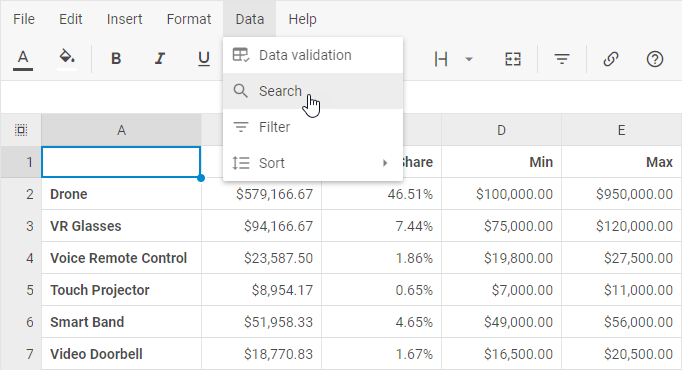 File Edit Insert Format Data Help
A B I U
Data validation
Search
Filter
Sort
A D E
1 Share Min Max
2 Drone $579,166.67 46.51% $100,000.00 $950,000.00
3 VR Glasses $94,166.67 7.44% $75,000.00 $120,000.00
4 Voice Remote Control $23,587.50 1.86% $19,800.00 $27,500.00
5 Touch Projector $8,954.17 0.65% $7,000.00 $11,000.00
6 Smart Band $51,958.33 4.65% $49,000.00 $56,000.00
7 Video Doorbell $18,770.83 1.67% $16,500.00 $20,500.00